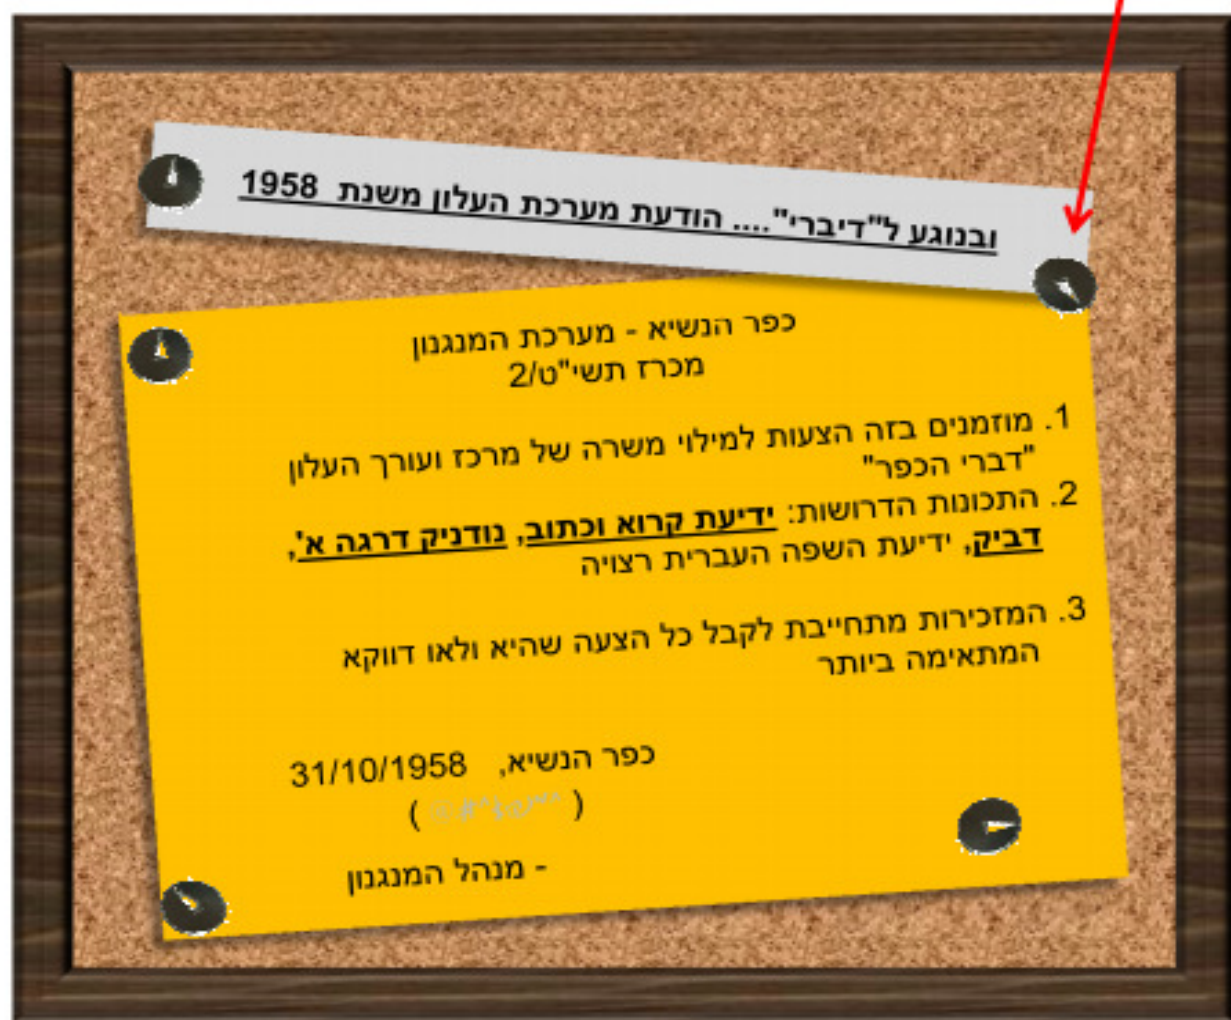 ובנוגע ל"דיברי".... הודעת מערכת העלון משנת 1958
כפר הנשיא - מערכת המנגנון
מכרז תשי"ט/2
1. מוזמנים בזה הצעות למילוי משרה של מרכז ועורך העלון
"דברי הכפר"
2. התכונות הדרושות: ידיעת קרוא וכתוב, נודניק דרגה א',
דביק, ידיעת השפה העברית רצויה
3. המזכירות מתחייבת לקבל כל הצעה שהיא ולאו דווקא
המתאימה ביותר
כפר הנשיא, 31/10/1958
( )
- מנהל המנגנון